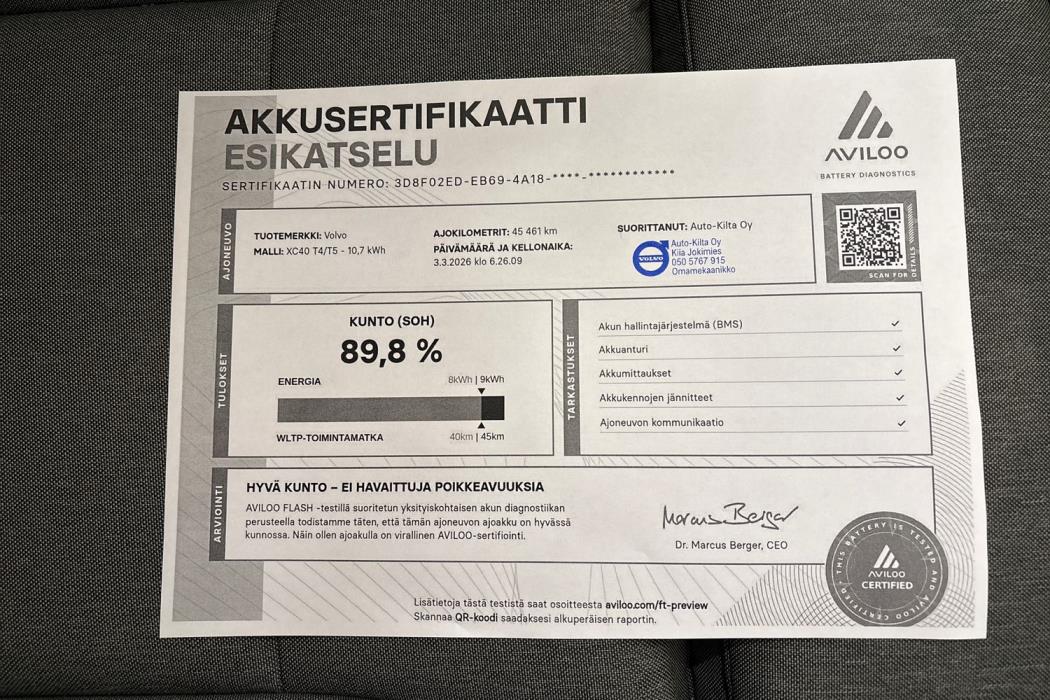 AKKUSERTIFIKAATTI
ESIKATSELU
SERTIFIKAATIN NUMERO: 3D8F02ED-EB69-4A18-****-************
AVILOO
BATTERY DIAGNOSTICS
AJONEUVO
TUOTEMERKKI: Volvo
MALLI: XC40 T4/T5 - 10,7 kWh
AJOKILOMETRIT: 45 461 km
PÄIVÄMÄÄRÄ JA KELLONAIKA:
3.3.2026 klo 6.26.09
SUORITTANUT: Auto-Kilta Oy
VOLVO
Auto-Kilta Oy
Kiia Jokimies
050 5767 915
Omamekaanikko
SCAN FOR DETAILS
TULOKSET
KUNTO (SOH)
89,8 %
ENERGIA 8kWh | 9kWh
WLTP-TOIMINTAMATKA 40km | 45km
TARKASTUKSET
Akun hallintajärjestelmä (BMS) ✓
Akkuanturi ✓
Akkumittaukset ✓
Akkukennojen jännitteet ✓
Ajoneuvon kommunikaatio ✓
ARVIOINTI
HYVÄ KUNTO – EI HAVAITTUJA POIKKEAVUUKSIA
AVILOO FLASH -testillä suoritetun yksityiskohtaisen akun diagnostiikan
perusteella todistamme täten, että tämän ajoneuvon ajoakku on hyvässä
kunnossa. Näin ollen ajoakulla on virallinen AVILOO-sertifiointi.
Marcus Berger
Dr. Marcus Berger, CEO
THIS BATTERY IS TESTED AND AVILOO CERTIFIED
AVILOO
CERTIFIED
Lisätietoja tästä testistä saat osoitteesta aviloo.com/ft-preview
Skannaa QR-koodi saadaksesi alkuperäisen raportin.